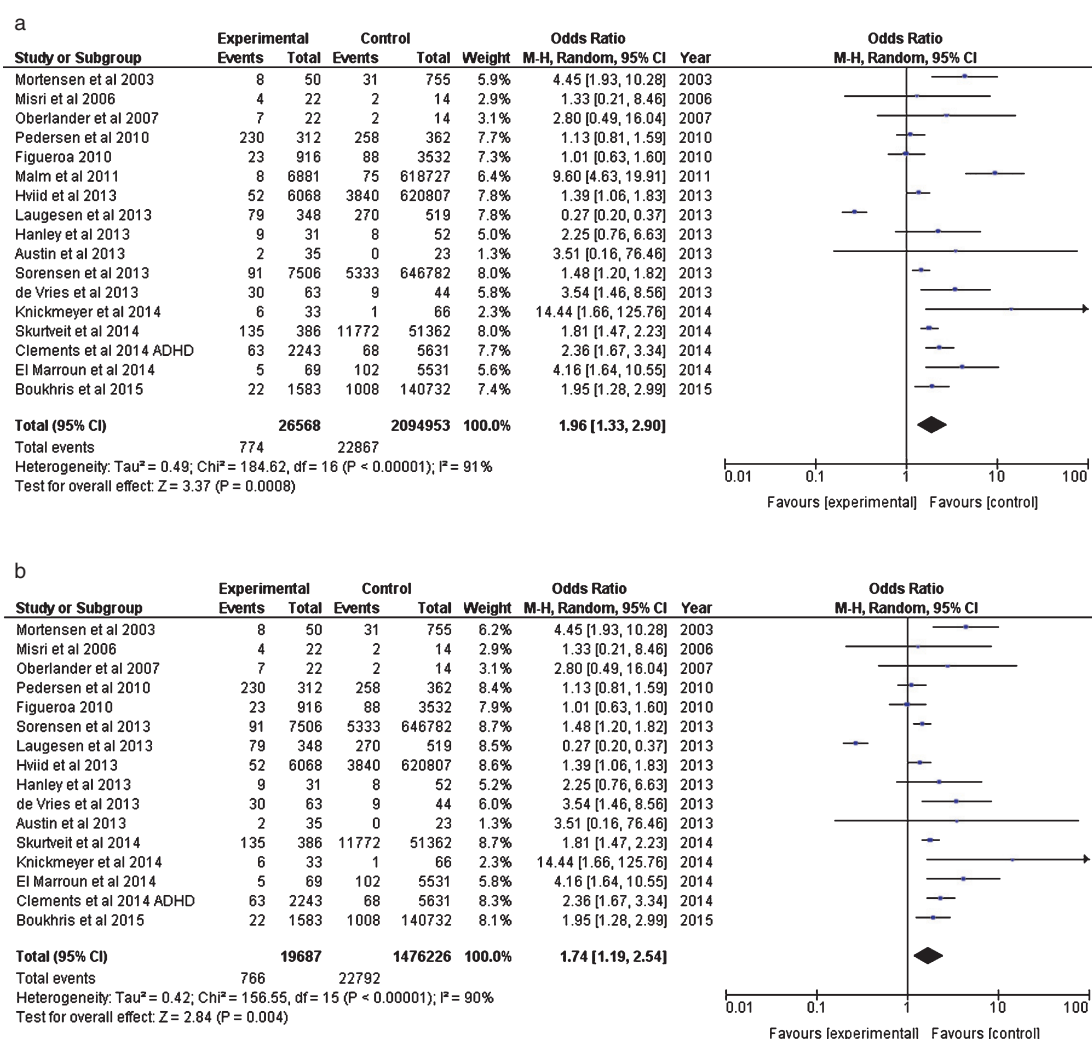 a
Experimental Control Odds Ratio Odds Ratio
Study or Subgroup Events Total Events Total Weight M-H, Random, 95% CI Year M-H, Random, 95% CI
Mortensen et al 2003 8 50 31 755 5.9% 4.45 [1.93, 10.28] 2003
Misri et al 2006 4 22 2 14 2.9% 1.33 [0.21, 8.46] 2006
Oberlander et al 2007 7 22 2 14 3.1% 2.80 [0.49, 16.04] 2007
Pedersen et al 2010 230 312 258 362 7.7% 1.13 [0.81, 1.59] 2010
Figueroa 2010 23 916 88 3532 7.3% 1.01 [0.63, 1.60] 2010
Malm et al 2011 8 6881 75 618727 6.4% 9.60 [4.63, 19.91] 2011
Hviid et al 2013 52 6068 3840 620807 7.8% 1.39 [1.06, 1.83] 2013
Laugesen et al 2013 79 348 270 519 7.8% 0.27 [0.20, 0.37] 2013
Hanley et al 2013 9 31 8 52 5.0% 2.25 [0.76, 6.63] 2013
Austin et al 2013 2 35 0 23 1.3% 3.51 [0.16, 76.46] 2013
Sorensen et al 2013 91 7506 5333 646782 8.0% 1.48 [1.20, 1.82] 2013
de Vries et al 2013 30 63 9 44 5.8% 3.54 [1.46, 8.56] 2013
Knickmeyer et al 2014 6 33 1 66 2.3% 14.44 [1.66, 125.76] 2014
Skurtveit et al 2014 135 386 11772 51362 8.0% 1.81 [1.47, 2.23] 2014
Clements et al 2014 ADHD 63 2243 68 5631 7.7% 2.36 [1.67, 3.34] 2014
El Marroun et al 2014 5 69 102 5531 5.6% 4.16 [1.64, 10.55] 2014
Boukhris et al 2015 22 1583 1008 140732 7.4% 1.95 [1.28, 2.99] 2015
Total (95% CI) 26568 2094953 100.0% 1.96 [1.33, 2.90]
Total events 774 22867
Heterogeneity: Tau² = 0.49; Chi² = 184.62, df = 16 (P < 0.00001); I² = 91%
Test for overall effect: Z = 3.37 (P = 0.0008)
0.01 0.1 1 10 100
Favours [experimental] Favours [control]
b
Experimental Control Odds Ratio Odds Ratio
Study or Subgroup Events Total Events Total Weight M-H, Random, 95% CI Year M-H, Random, 95% CI
Mortensen et al 2003 8 50 31 755 6.2% 4.45 [1.93, 10.28] 2003
Misri et al 2006 4 22 2 14 2.9% 1.33 [0.21, 8.46] 2006
Oberlander et al 2007 7 22 2 14 3.1% 2.80 [0.49, 16.04] 2007
Pedersen et al 2010 230 312 258 362 8.4% 1.13 [0.81, 1.59] 2010
Figueroa 2010 23 916 88 3532 7.9% 1.01 [0.63, 1.60] 2010
Sorensen et al 2013 91 7506 5333 646782 8.7% 1.48 [1.20, 1.82] 2013
Laugesen et al 2013 79 348 270 519 8.5% 0.27 [0.20, 0.37] 2013
Hviid et al 2013 52 6068 3840 620807 8.6% 1.39 [1.06, 1.83] 2013
Hanley et al 2013 9 31 8 52 5.2% 2.25 [0.76, 6.63] 2013
de Vries et al 2013 30 63 9 44 6.0% 3.54 [1.46, 8.56] 2013
Austin et al 2013 2 35 0 23 1.3% 3.51 [0.16, 76.46] 2013
Skurtveit et al 2014 135 386 11772 51362 8.7% 1.81 [1.47, 2.23] 2014
Knickmeyer et al 2014 6 33 1 66 2.3% 14.44 [1.66, 125.76] 2014
El Marroun et al 2014 5 69 102 5531 5.8% 4.16 [1.64, 10.55] 2014
Clements et al 2014 ADHD 63 2243 68 5631 8.3% 2.36 [1.67, 3.34] 2014
Boukhris et al 2015 22 1583 1008 140732 8.1% 1.95 [1.28, 2.99] 2015
Total (95% CI) 19687 1476226 100.0% 1.74 [1.19, 2.54]
Total events 766 22792
Heterogeneity: Tau² = 0.42; Chi² = 156.55, df = 15 (P < 0.00001); I² = 90%
Test for overall effect: Z = 2.84 (P = 0.004)
0.01 0.1 1 10 100
Favours [experimental] Favours [control]